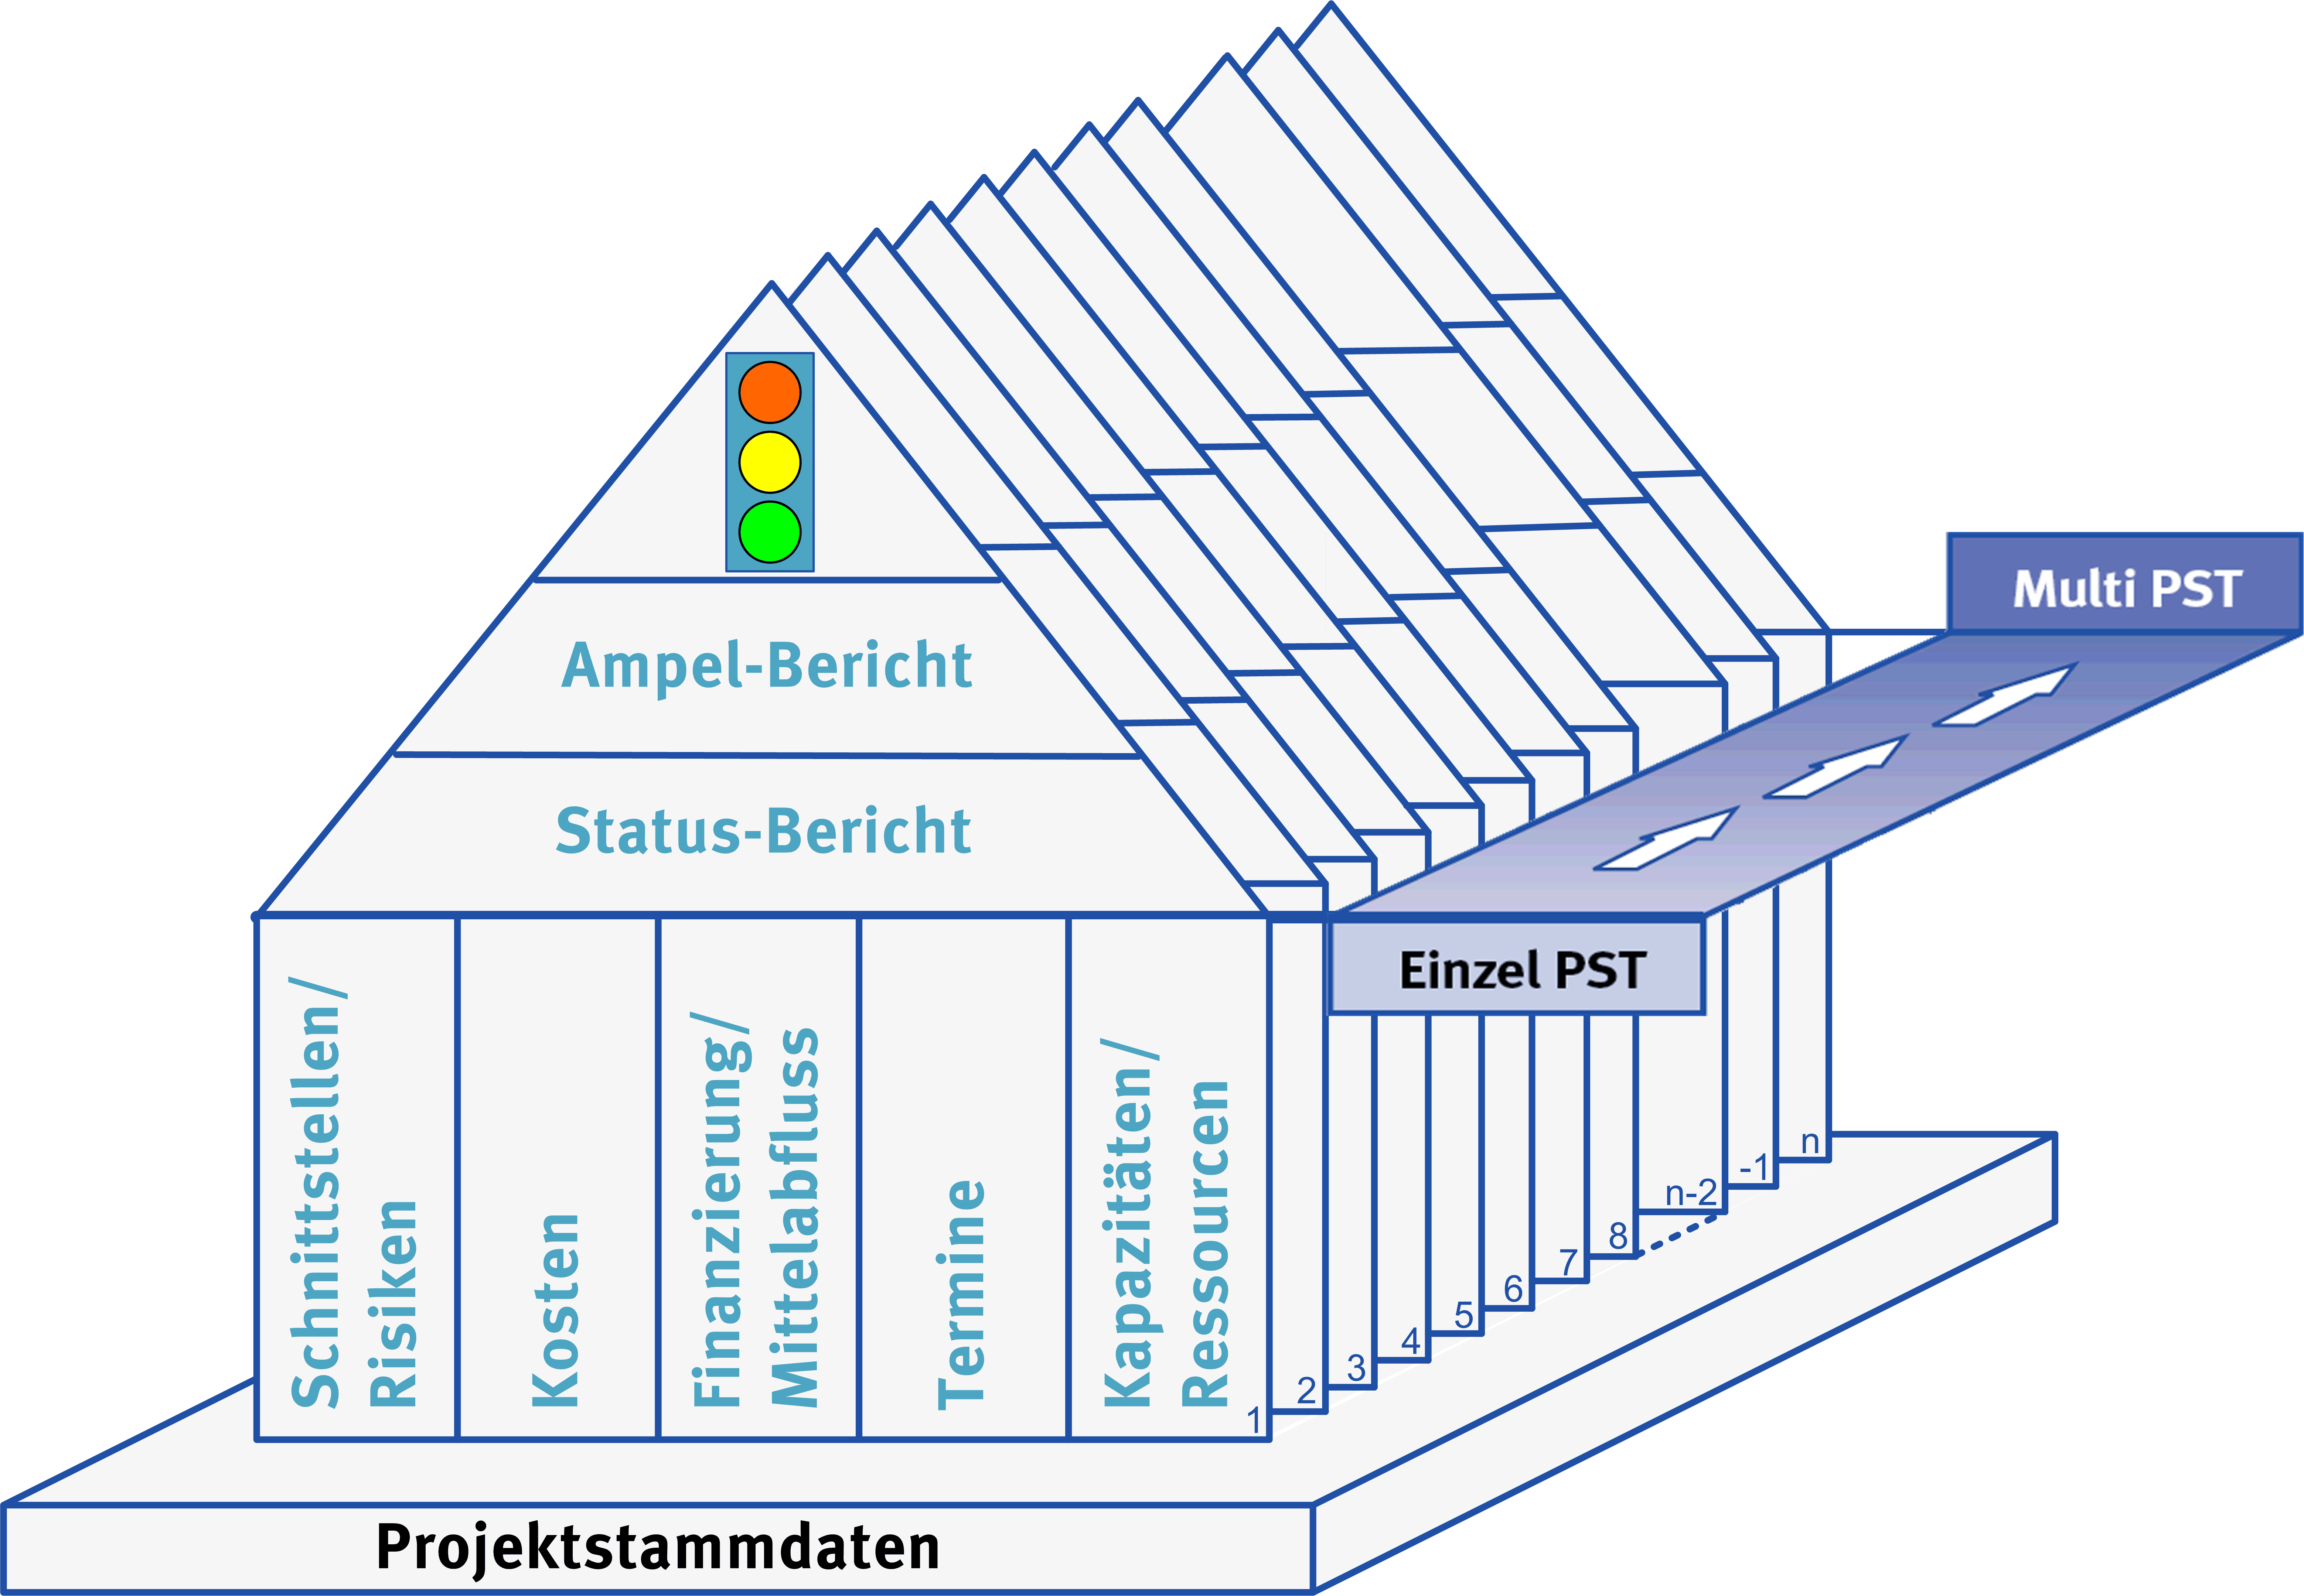 Multi PST
Ampel-Bericht
Status-Bericht
Einzel PST
Schnittstellen/
Risiken
Kosten
Finanzierung/
Mittelabfluss
Termine
Kapazitäten/
Ressourcen
1
2
3
4
5
6
7
8
n-2
-1
n
Projektstammdaten